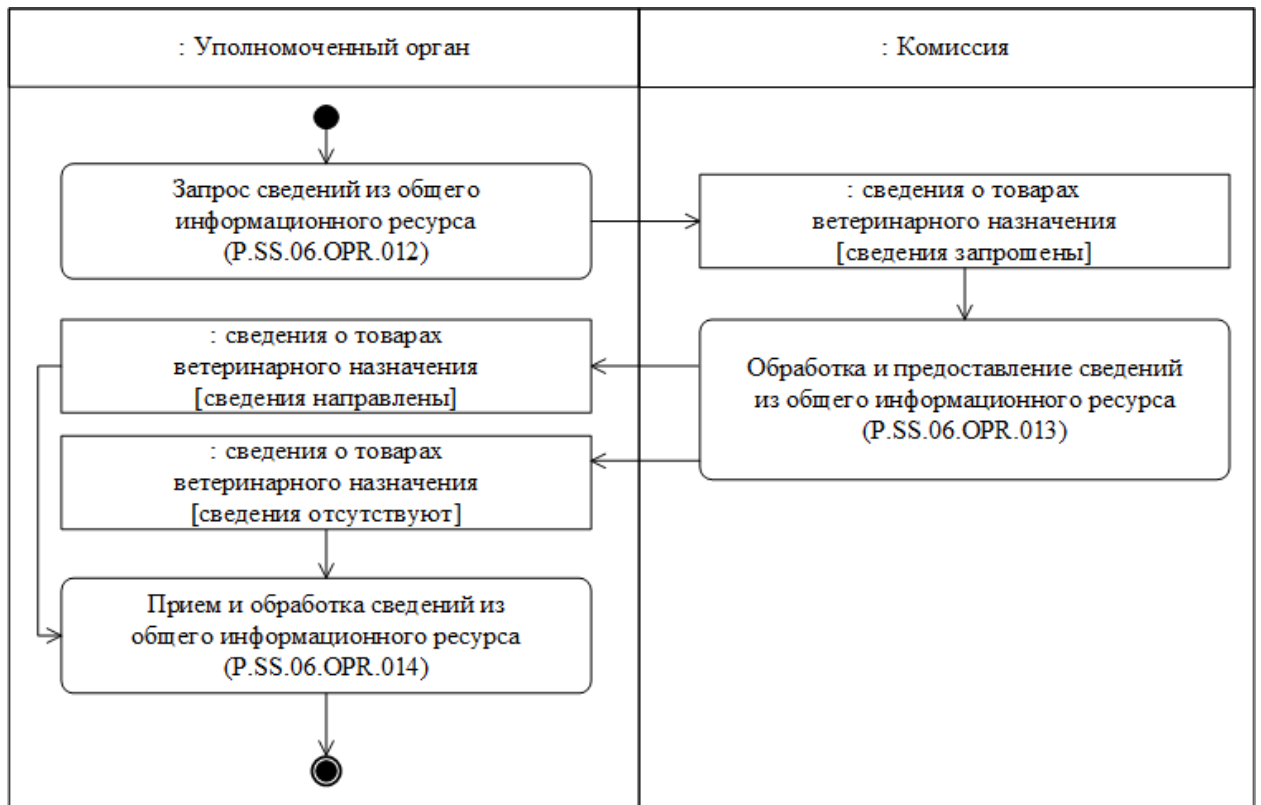 : Уполномоченный орган
: Комиссия
Запрос сведений из общего
информационного ресурса
(P.SS.06.OPR.012)
: сведения о товарах
ветеринарного назначения
[сведения запрошены]
: сведения о товарах
ветеринарного назначения
[сведения направлены]
Обработка и предоставление сведений
из общего информационного ресурса
(P.SS.06.OPR.013)
: сведения о товарах
ветеринарного назначения
[сведения отсутствуют]
Прием и обработка сведений из
общего информационного ресурса
(P.SS.06.OPR.014)